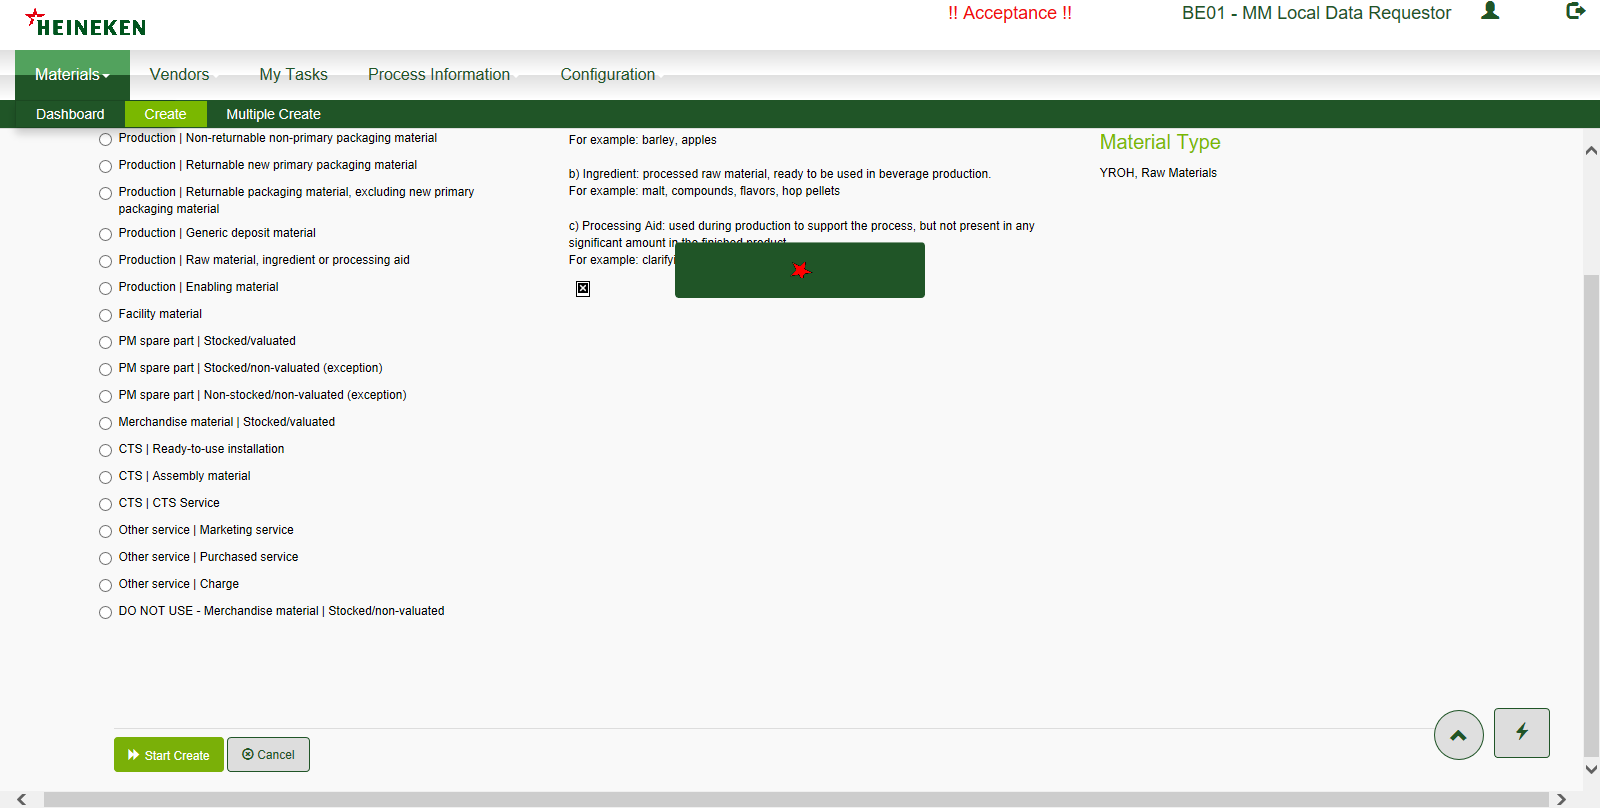 HEINEKEN
!! Acceptance !!
BE01 - MM Local Data Requestor
Materials
Vendors
My Tasks
Process Information
Configuration
Dashboard
Create
Multiple Create
Production | Non-returnable non-primary packaging material
Production | Returnable new primary packaging material
Production | Returnable packaging material, excluding new primary
packaging material
Production | Generic deposit material
Production | Raw material, ingredient or processing aid
Production | Enabling material
Facility material
PM spare part | Stocked/valuated
PM spare part | Stocked/non-valuated (exception)
PM spare part | Non-stocked/non-valuated (exception)
Merchandise material | Stocked/valuated
CTS | Ready-to-use installation
CTS | Assembly material
CTS | CTS Service
Other service | Marketing service
Other service | Purchased service
Other service | Charge
DO NOT USE - Merchandise material | Stocked/non-valuated
For example: barley, apples
b) Ingredient: processed raw material, ready to be used in beverage production.
For example: malt, compounds, flavors, hop pellets
c) Processing Aid: used during production to support the process, but not present in any
significant amount in the finished product
For example:
Material Type
YROH, Raw Materials
Start Create
Cancel